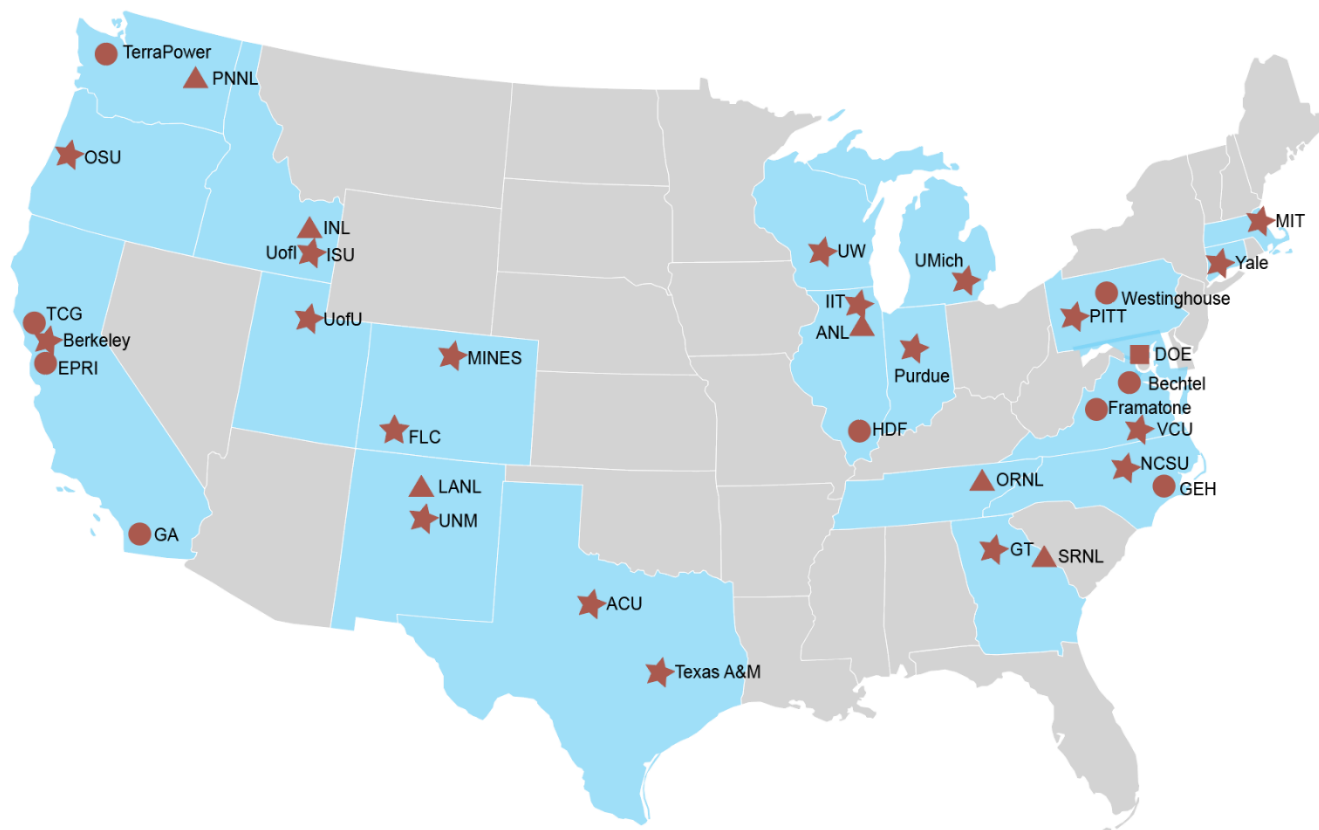 TerraPower
PNNL
OSU
INL
UofI
ISU
MIT
UW
UMich
Yale
IIT
Westinghouse
TCG
UofU
PITT
Berkeley
ANL
MINES
Purdue
DOE
EPRI
Bechtel
Framatone
FLC
HDF
VCU
NCSU
LANL
ORNL
GEH
UNM
GA
GT
SRNL
ACU
Texas A&M